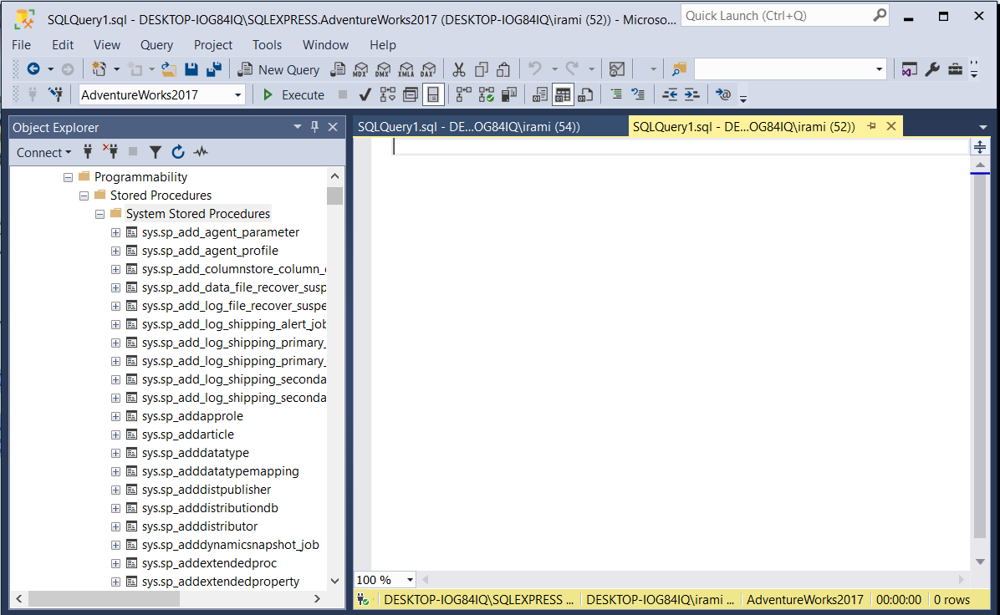 SQLQuery1.sql - DESKTOP-IOG84IQ\SQLEXPRESS.AdventureWorks2017 (DESKTOP-IOG84IQ\irami (52)) - Microso...
Quick Launch (Ctrl+Q)
File Edit View Query Project Tools Window Help
New Query MDX DMX XMLA DAX
AdventureWorks2017 Execute
Object Explorer
SQLQuery1.sql - DE...OG84IQ\irami (54)) SQLQuery1.sql - DE...OG84IQ\irami (52))
Connect
Programmability
Stored Procedures
System Stored Procedures
sys.sp_add_agent_parameter
sys.sp_add_agent_profile
sys.sp_add_columnstore_column_
sys.sp_add_data_file_recover_susp
sys.sp_add_log_file_recover_suspe
sys.sp_add_log_shipping_alert_job
sys.sp_add_log_shipping_primary_
sys.sp_add_log_shipping_primary_
sys.sp_add_log_shipping_seconda
sys.sp_add_log_shipping_seconda
sys.sp_addapprole
sys.sp_addarticle
sys.sp_adddatatype
sys.sp_adddatatypemapping
sys.sp_adddistpublisher
sys.sp_adddistributiondb
sys.sp_adddistributor
sys.sp_adddynamicsnapshot_job
sys.sp_addextendedproc
sys.sp_addextendedproperty
100 %
DESKTOP-IOG84IQ\SQLEXPRESS ... DESKTOP-IOG84IQ\irami ... AdventureWorks2017 00:00:00 0 rows